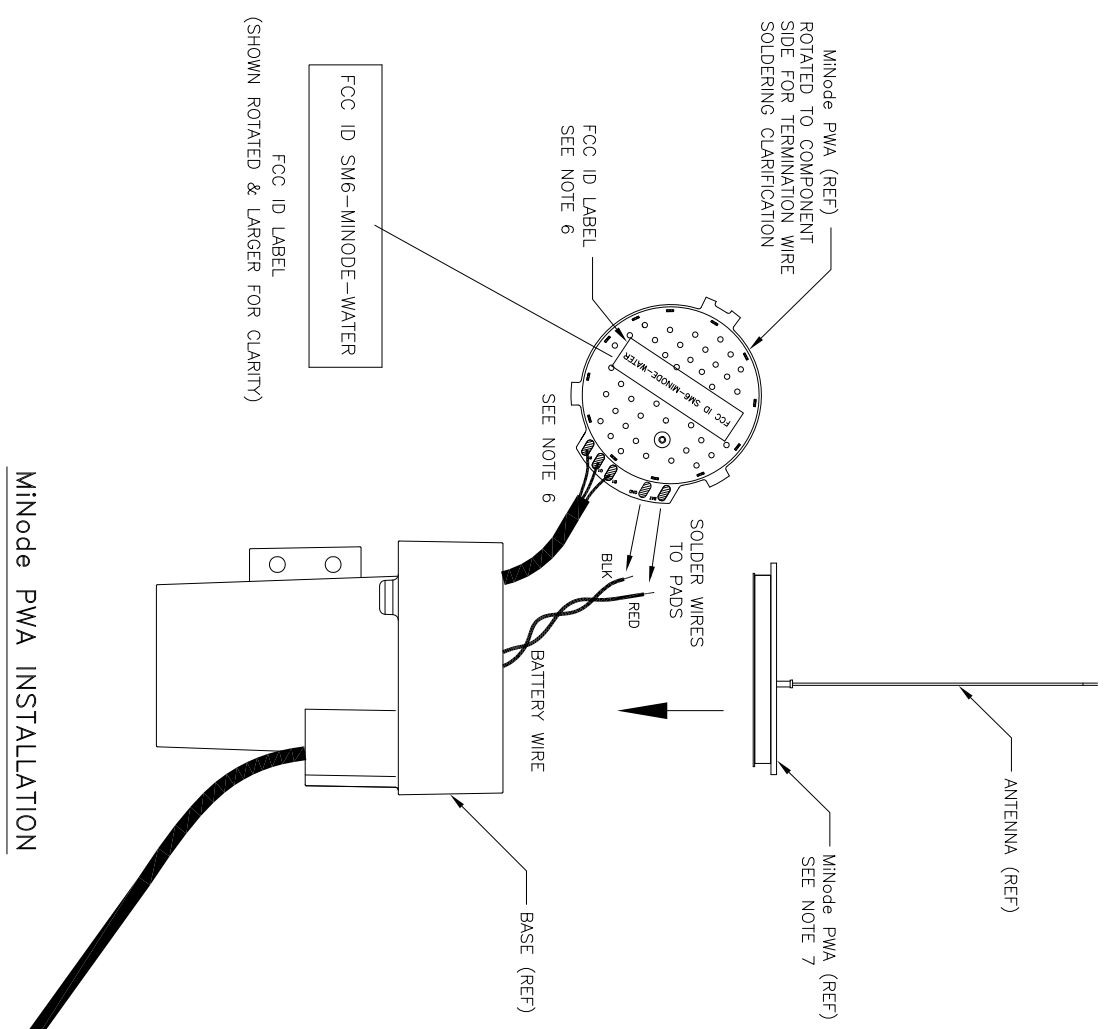 MiNode PWA (REF)
ROTATED TO COMPONENT
SIDE FOR TERMINATION WIRE
SOLDERING CLARIFICATION
FCC ID LABEL
SEE NOTE 6
FCC ID SM6-MINODE-WATER
FCC ID LABEL
(SHOWN ROTATED & LARGER FOR CLARITY)
FCC ID SM6-MINODE-WATER
SEE NOTE 6
SOLDER WIRES
TO PADS
BLK
RED
BATTERY WIRE
ANTENNA (REF)
MiNode PWA (REF)
SEE NOTE 7
BASE (REF)
MiNode PWA INSTALLATION